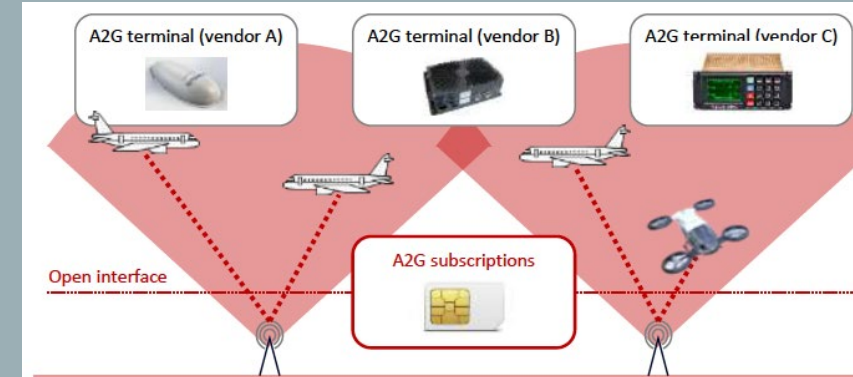 A2G terminal (vendor A)
A2G terminal (vendor B)
A2G terminal (vendor C)
A2G subscriptions
Open interface